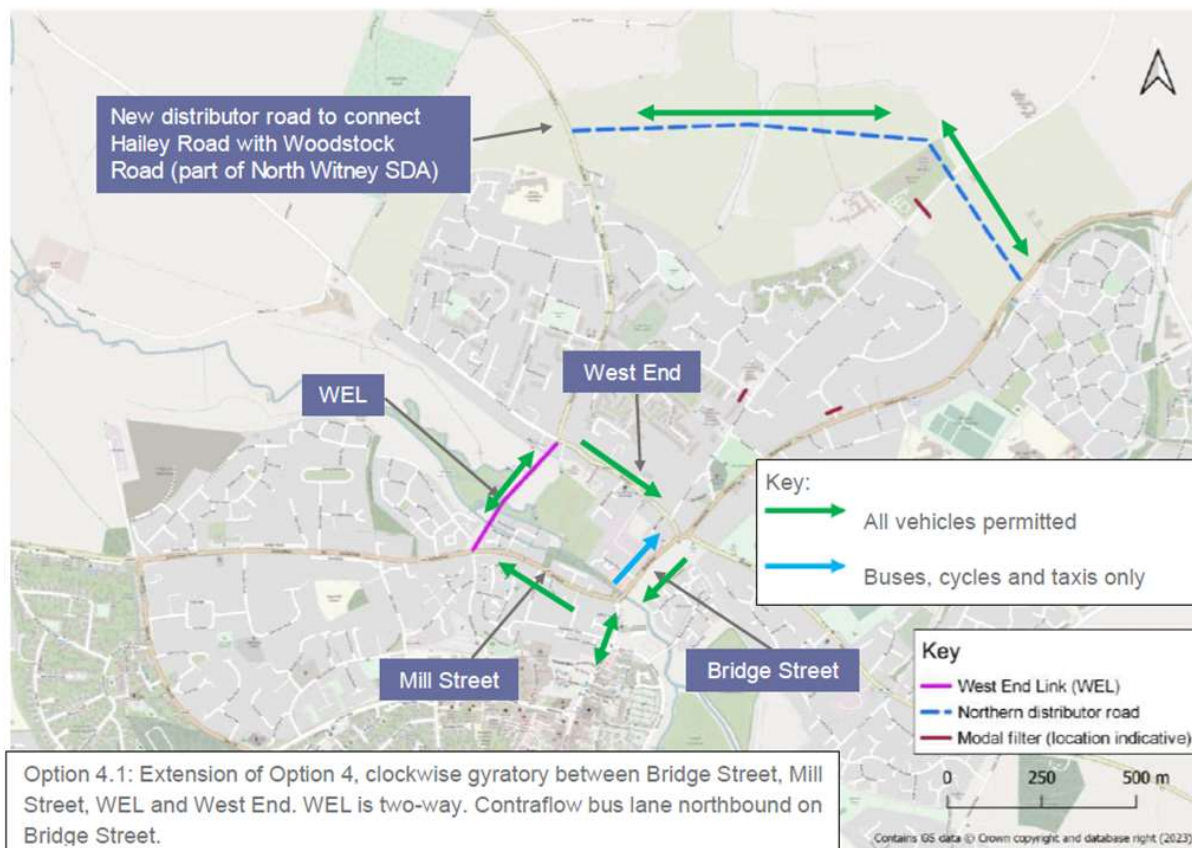 New distributor road to connect
Hailey Road with Woodstock
Road (part of North Witney SDA)
WEL
West End
Key:
All vehicles permitted
Buses, cycles and taxis only
Mill Street
Bridge Street
Key
West End Link (WEL)
Northern distributor road
Modal filter (location indicative)
0 250 500 m
Option 4.1: Extension of Option 4, clockwise gyratory between Bridge Street, Mill
Street, WEL and West End. WEL is two-way. Contraflow bus lane northbound on
Bridge Street.
Contains OS data © Crown copyright and database right (2023)